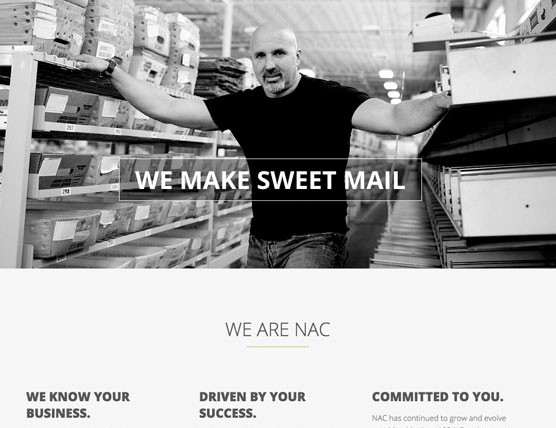 WE MAKE SWEET MAIL
WE ARE NAC
WE KNOW YOUR
BUSINESS.
DRIVEN BY YOUR
SUCCESS.
COMMITTED TO YOU.
NAC has continued to grow and evolve